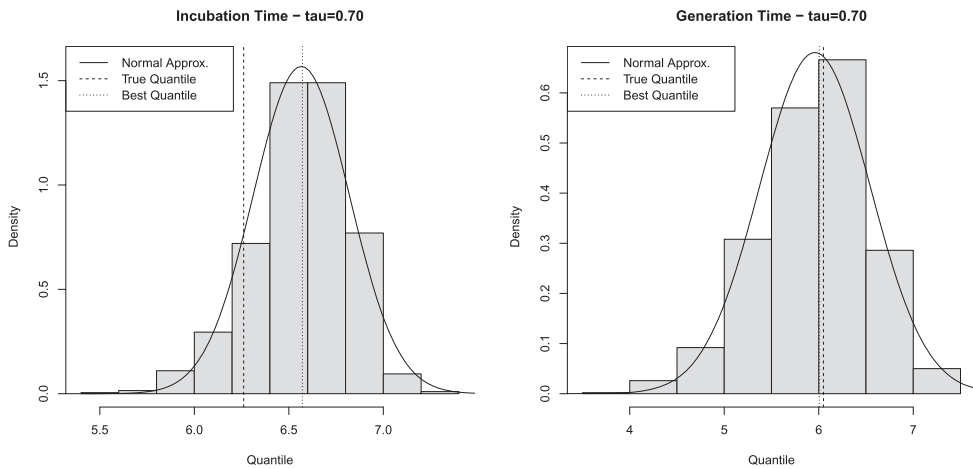 Incubation Time − tau=0.70
Normal Approx.
True Quantile
Best Quantile
Density
0.0
0.5
1.0
1.5
5.5 6.0 6.5 7.0
Quantile
Generation Time − tau=0.70
Normal Approx.
True Quantile
Best Quantile
Density
0.0
0.1
0.2
0.3
0.4
0.5
0.6
4 5 6 7
Quantile